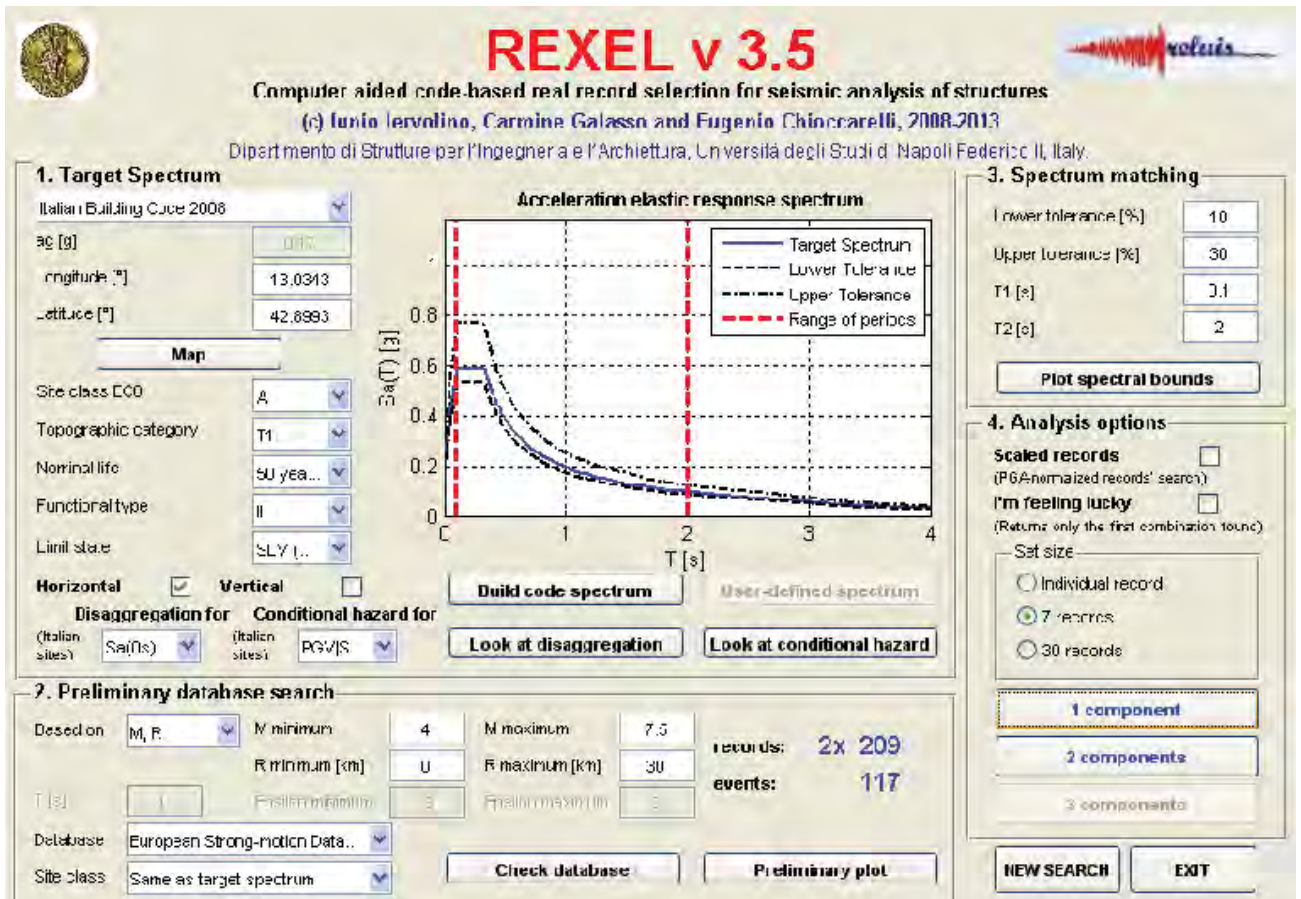 REXEL v 3.5
reluis
Computer aided code-based real record selection for seismic analysis of structures
(c) Iunio Iervolino, Carmine Galasso and Eugenio Chioccarelli, 2008-2013
Dipartimento di Strutture per l'Ingegneria e l'Archiettura, Università degli Studi di Napoli Federico II, Italy.
1. Target Spectrum
Italian Building Code 2008
ag [g]
Longitude [°] 13.0343
Latitude [°] 42.8993
Map
Site class EC8 A
Topographic category T1
Nominal life 50 yea...
Functional type II
Limit state SLV (...
Horizontal Vertical
Disaggregation for Conditional hazard for
(Italian sites) Sa(0s) (Italian sites) PGV|S
Acceleration elastic response spectrum
Target Spectrum
Lower Tolerance
Upper Tolerance
Range of periods
Sa(T) [g]
0.8
0.6
0.4
0.2
0
0 1 2 3 4
T [s]
Build code spectrum User-defined spectrum
Look at disaggregation Look at conditional hazard
2. Preliminary database search
Based on M, R M minimum 4 M maximum 7.5
R minimum [km] 0 R maximum [km] 30
records: 2x 209
events: 117
T [s] Epsilon minimum Epsilon maximum
Database European Strong-motion Data..
Site class Same as target spectrum
Check database Preliminary plot
3. Spectrum matching
Lower tolerance [%] 10
Upper tolerance [%] 30
T1 [s] 0.1
T2 [s] 2
Plot spectral bounds
4. Analysis options
Scaled records
(PGA-normalized records' search)
I'm feeling lucky
(Returns only the first combination found)
Set size
Individual record
7 records
30 records
1 component
2 components
3 components
NEW SEARCH EXIT